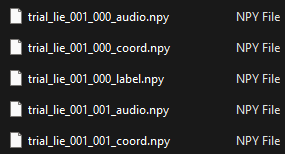 trial_lie_001_000_audio.npy NPY File
trial_lie_001_000_coord.npy NPY File
trial_lie_001_000_label.npy NPY File
trial_lie_001_001_audio.npy NPY File
trial_lie_001_001_coord.npy NPY File